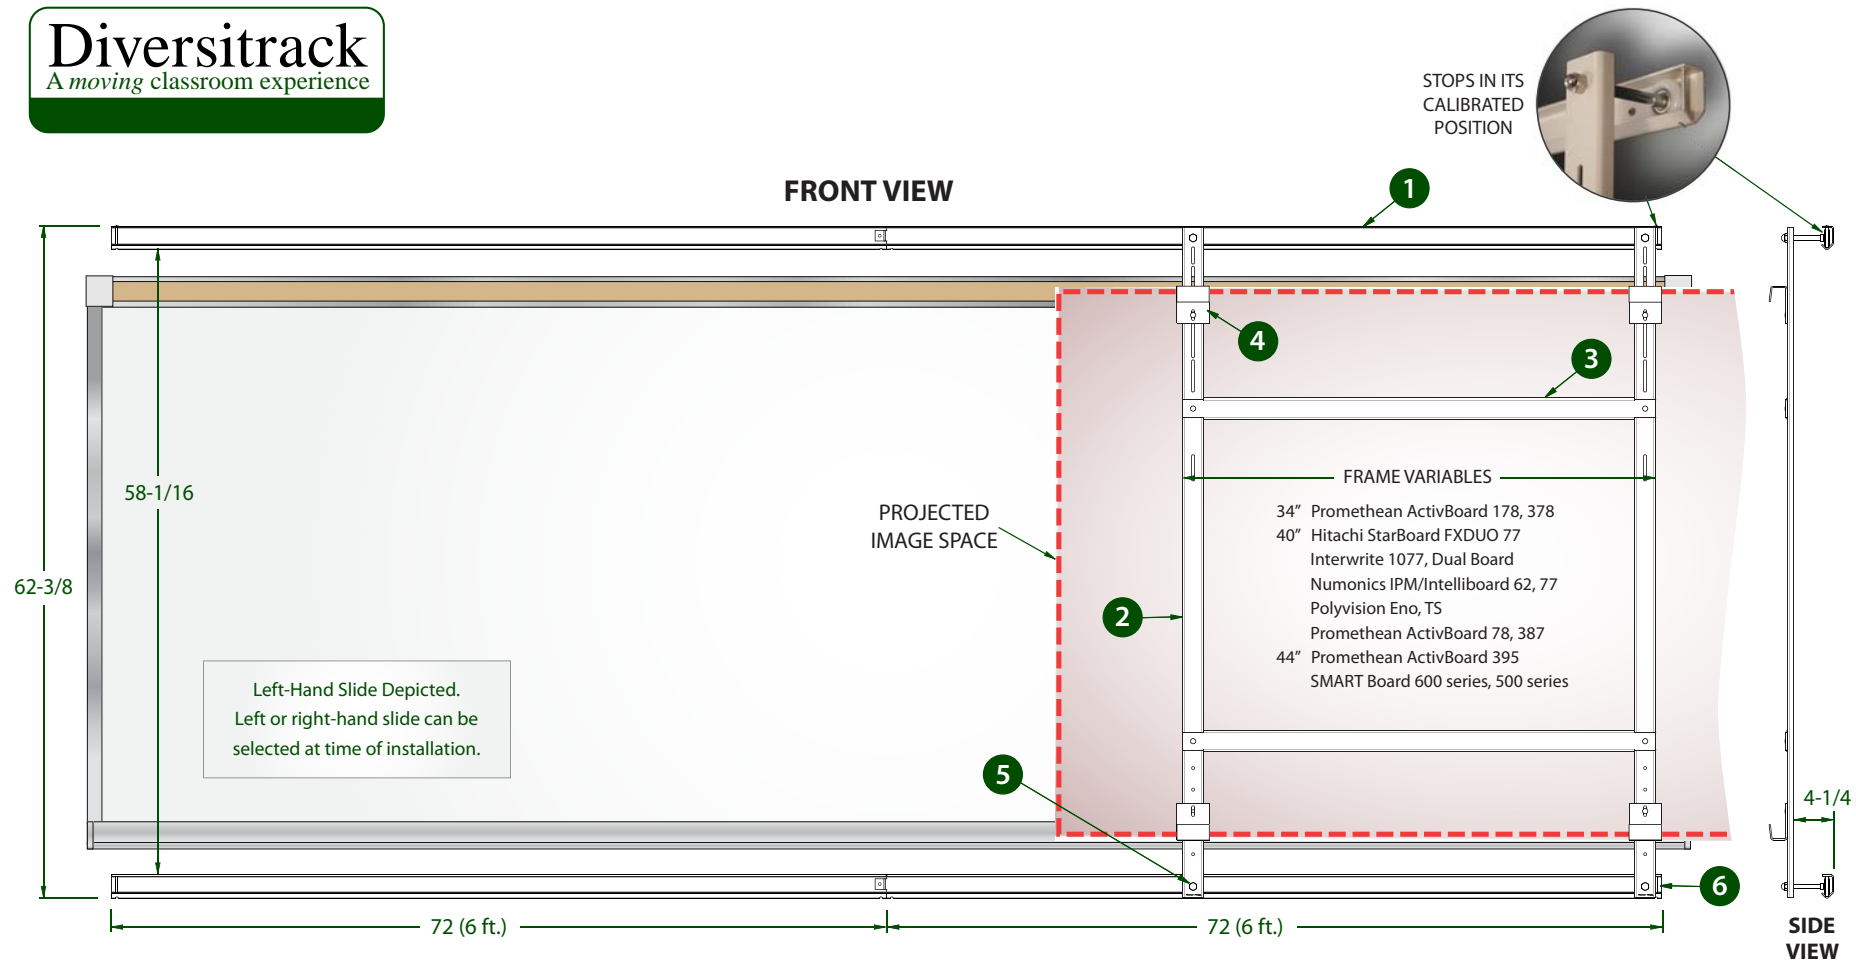 Diversitrack
A moving classroom experience
STOPS IN ITS
CALIBRATED
POSITION
FRONT VIEW
1
4
3
58-1/16
FRAME VARIABLES
PROJECTED
IMAGE SPACE
34” Promethean ActivBoard 178, 378
40” Hitachi StarBoard FXDUO 77
Interwrite 1077, Dual Board
Numonics IPM/Intelliboard 62, 77
Polyvision Eno, TS
Promethean ActivBoard 78, 387
44” Promethean ActivBoard 395
SMART Board 600 series, 500 series
62-3/8
2
Left-Hand Slide Depicted.
Left or right-hand slide can be
selected at time of installation.
5
4-1/4
6
72 (6 ft.)
72 (6 ft.)
SIDE
VIEW